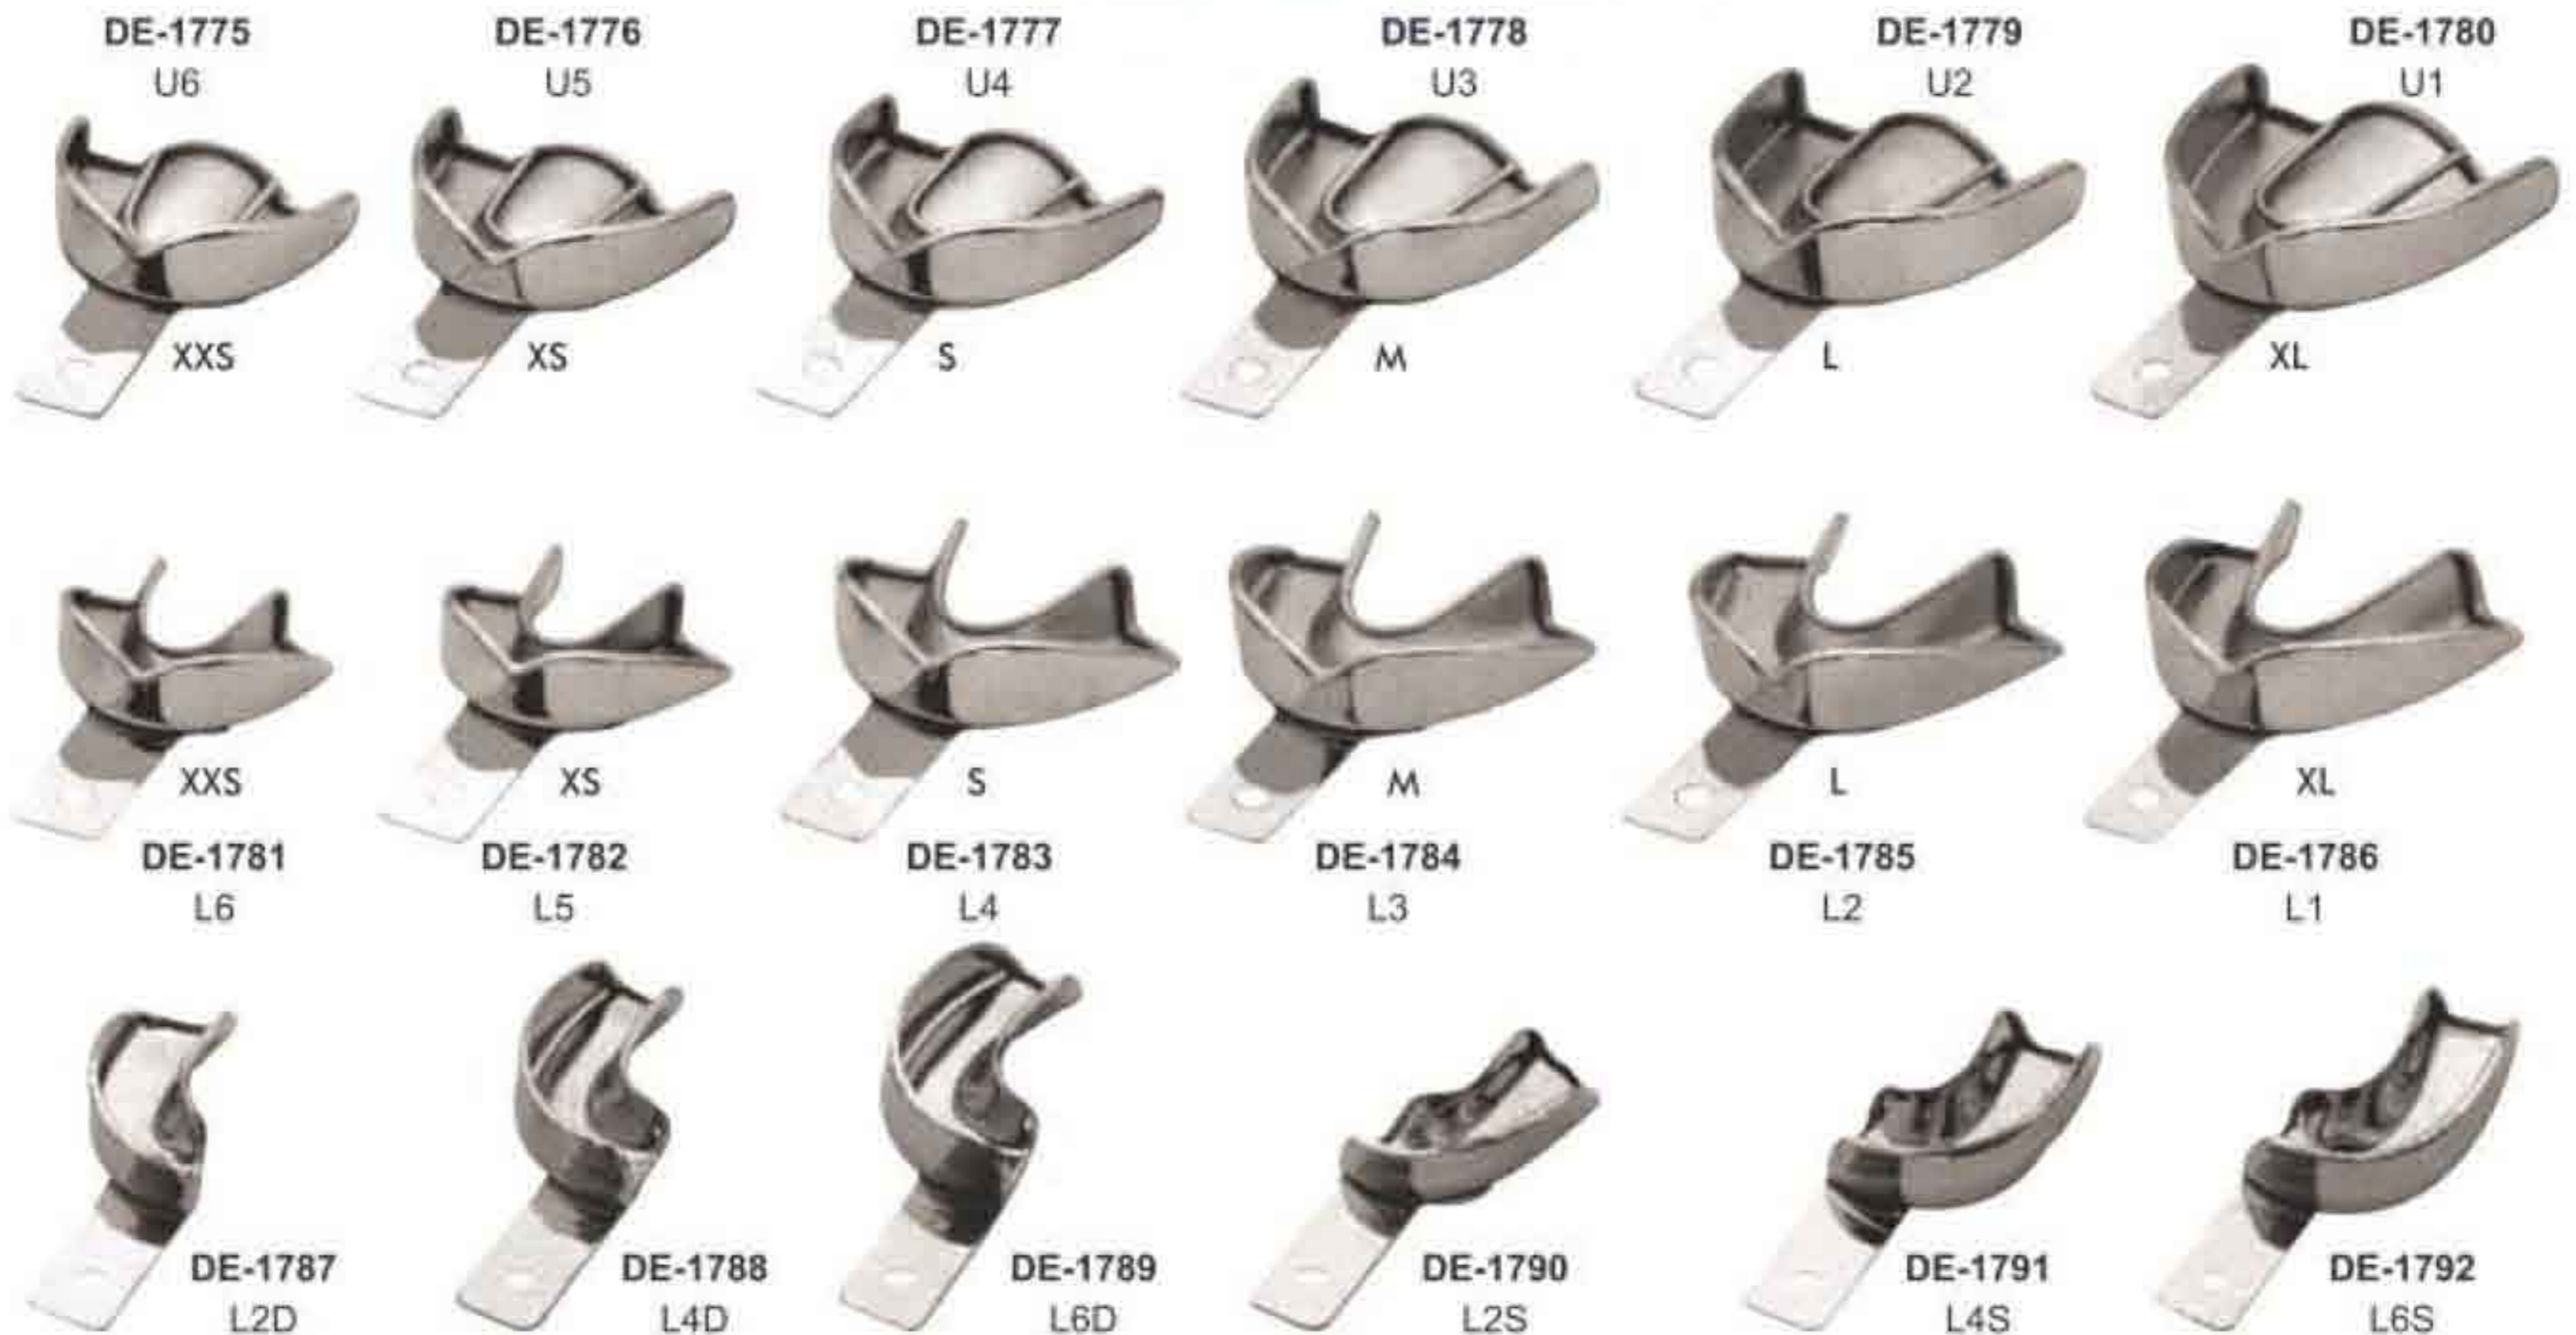 DE-1775 DE-1776 DE-1777 DE-1778 DE-1779 DE-1780
U6 U5 U4 U3 U2 U1
XXS XS S M L XL
XXS XS S M L XL
DE-1781 DE-1782 DE-1783 DE-1784 DE-1785 DE-1786
L6 L5 L4 L3 L2 L1
DE-1787 DE-1788 DE-1789 DE-1790 DE-1791 DE-1792
L2D L4D L6D L2S L4S L6S